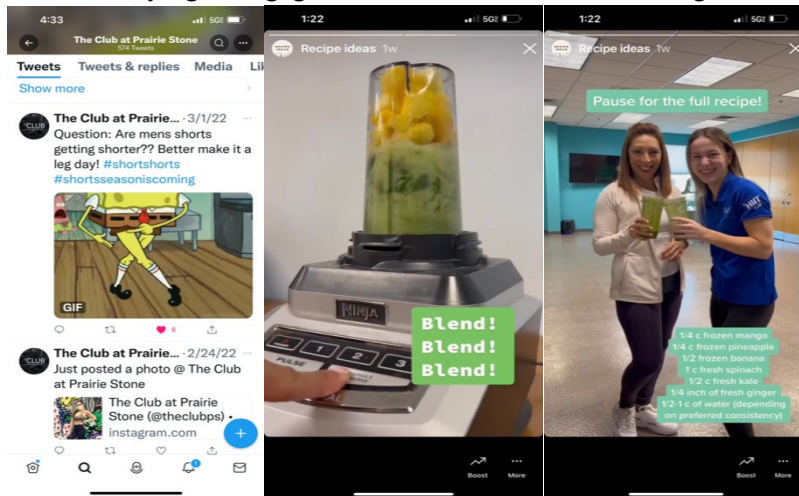 4:33
5G
The Club at Prairie Stone
574 Tweets
Tweets Tweets & replies Media
Show more
The Club at Prairie... · 3/1/22
Question: Are mens shorts
getting shorter?? Better make it a
leg day! #shortshorts
#shortsseasoniscoming
GIF
The Club at Prairie... · 2/24/22
Just posted a photo @ The Club
at Prairie Stone
The Club at Prairie
Stone (@theclubps) •
instagram.com
1:22
5G
Recipe ideas 1w
NINJA
PULSE
1
2
3
Blend!
Blend!
Blend!
Boost
More
1:22
5G
Recipe ideas 1w
Pause for the full recipe!
1/4 c frozen mango
1/4 c frozen pineapple
1/2 frozen banana
1 c fresh spinach
1/2 c fresh kale
1/4 inch of fresh ginger
1/2-1 c of water (depending
on preferred consistency)
Boost
More